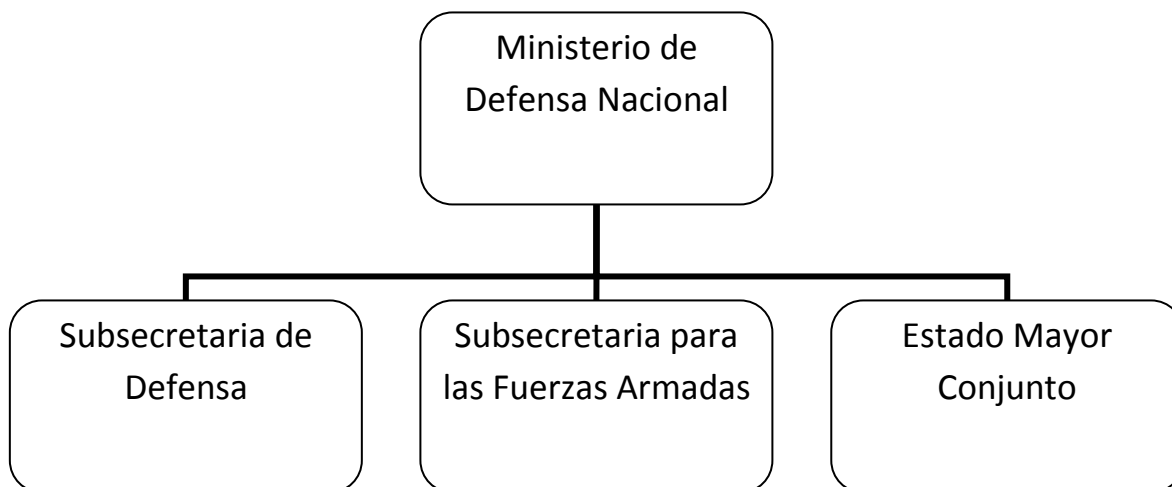 Ministerio de
Defensa Nacional
Subsecretaria de
Defensa
Subsecretaria para
las Fuerzas Armadas
Estado Mayor
Conjunto